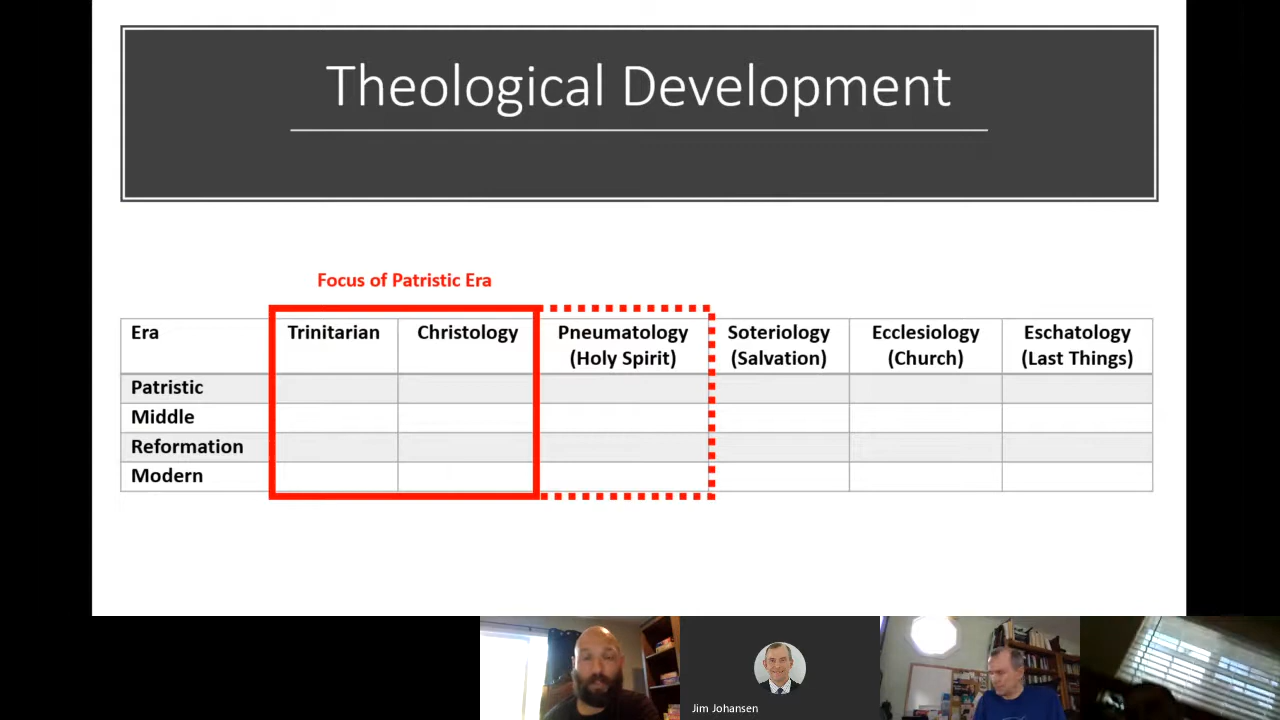 Theological Development
Focus of Patristic Era
Era Trinitarian Christology Pneumatology Soteriology Ecclesiology Eschatology
(Holy Spirit) (Salvation) (Church) (Last Things)
Patristic
Middle
Reformation
Modern
Jim Johansen